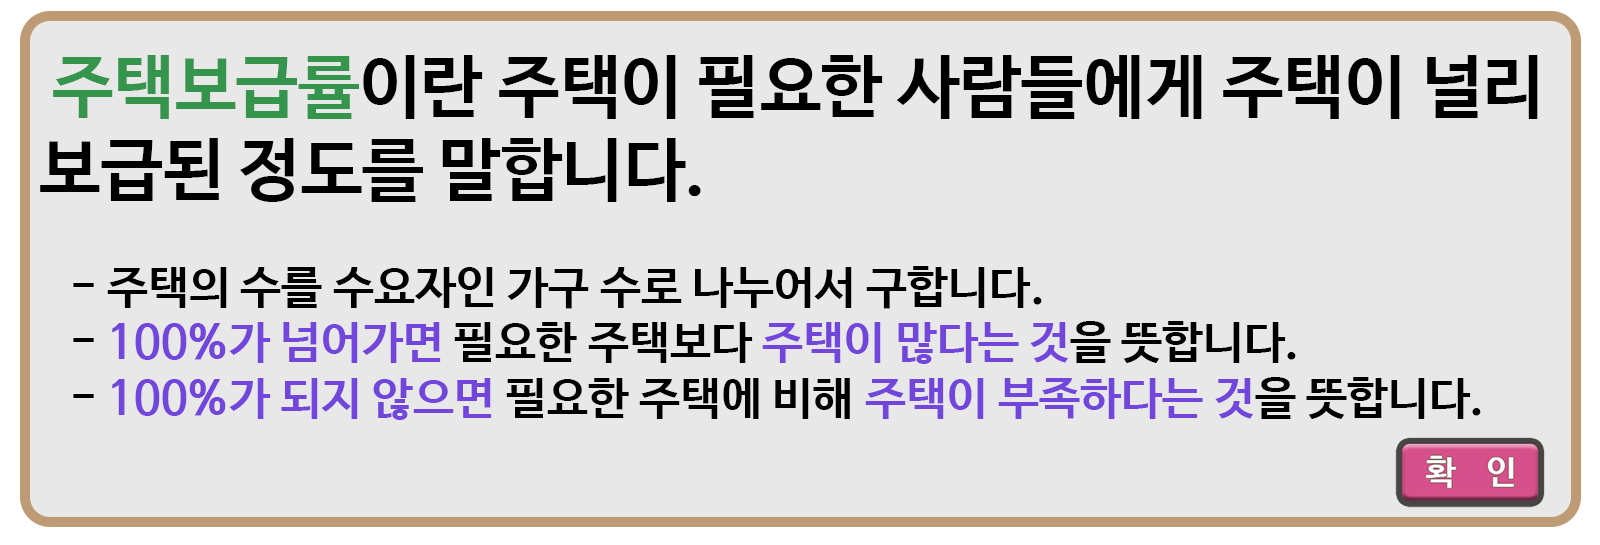 주택보급률이란 주택이 필요한 사람들에게 주택이 널리
보급된 정도를 말합니다.
- 주택의 수를 수요자인 가구 수로 나누어서 구합니다.
- 100%가 넘어가면 필요한 주택보다 주택이 많다는 것을 뜻합니다.
- 100%가 되지 않으면 필요한 주택에 비해 주택이 부족하다는 것을 뜻합니다.
확 인